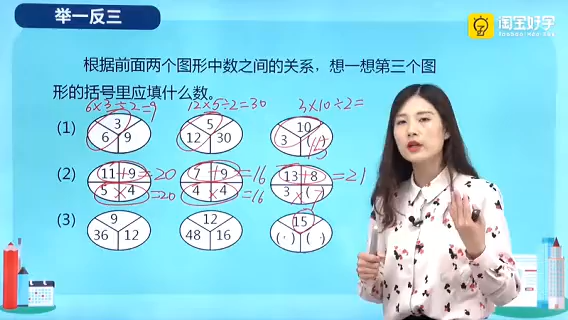 举一反三
淘宝好学
根据前面两个图形中数之间的关系，想一想第三个图
形的括号里应填什么数。
6×3÷2=9 12×5÷2=30 3×10÷2=
(1) 3 6 9 5 12 30 10 3 ( ) 15
(2) 11+9=20 7+9=16 13+8=21
5×4=20 4×4=16 3×(7)
(3) 9 36 12 12 48 16 15 (·) (·)